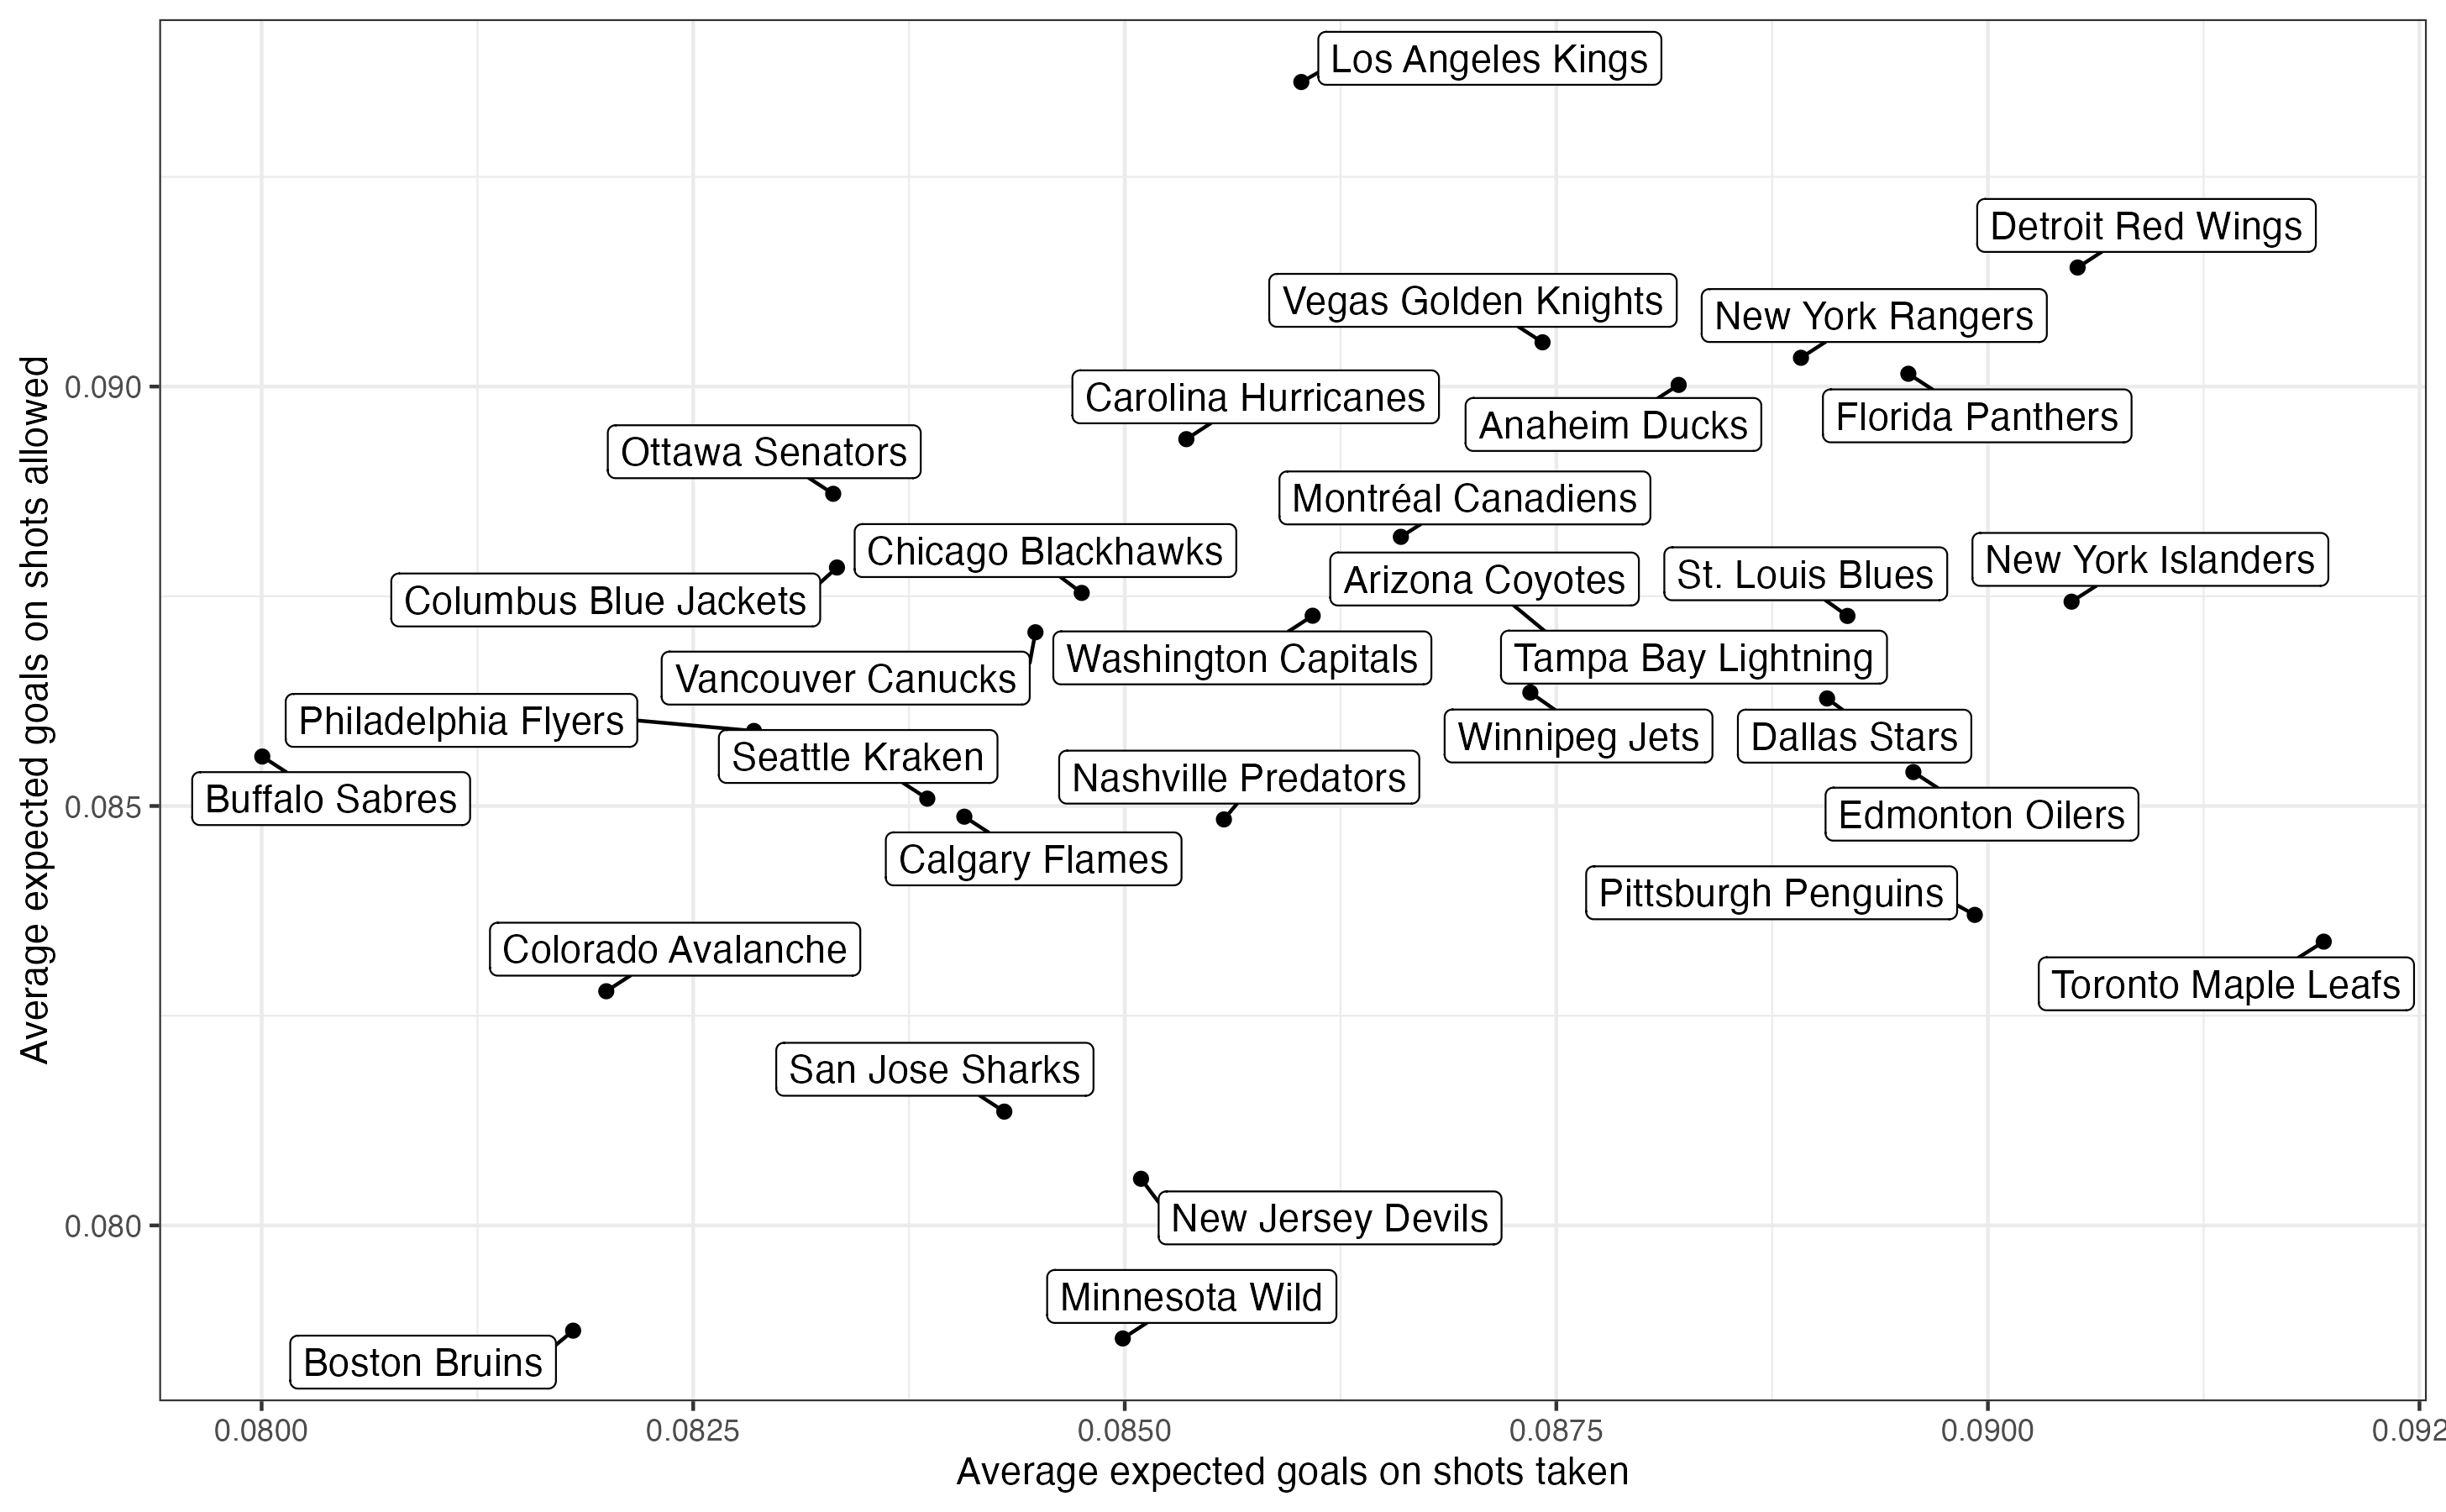 Los Angeles Kings
Detroit Red Wings
Vegas Golden Knights
New York Rangers
Carolina Hurricanes
Anaheim Ducks
Florida Panthers
Ottawa Senators
Montréal Canadiens
Chicago Blackhawks
New York Islanders
St. Louis Blues
Arizona Coyotes
Columbus Blue Jackets
Washington Capitals
Tampa Bay Lightning
Vancouver Canucks
Philadelphia Flyers
Winnipeg Jets
Dallas Stars
Seattle Kraken
Nashville Predators
Buffalo Sabres
Edmonton Oilers
Calgary Flames
Pittsburgh Penguins
Colorado Avalanche
Toronto Maple Leafs
San Jose Sharks
New Jersey Devils
Minnesota Wild
Boston Bruins
Average expected goals on shots allowed
0.090
0.085
0.080
0.0800
0.0825
0.0850
0.0875
0.0900
0.092
Average expected goals on shots taken